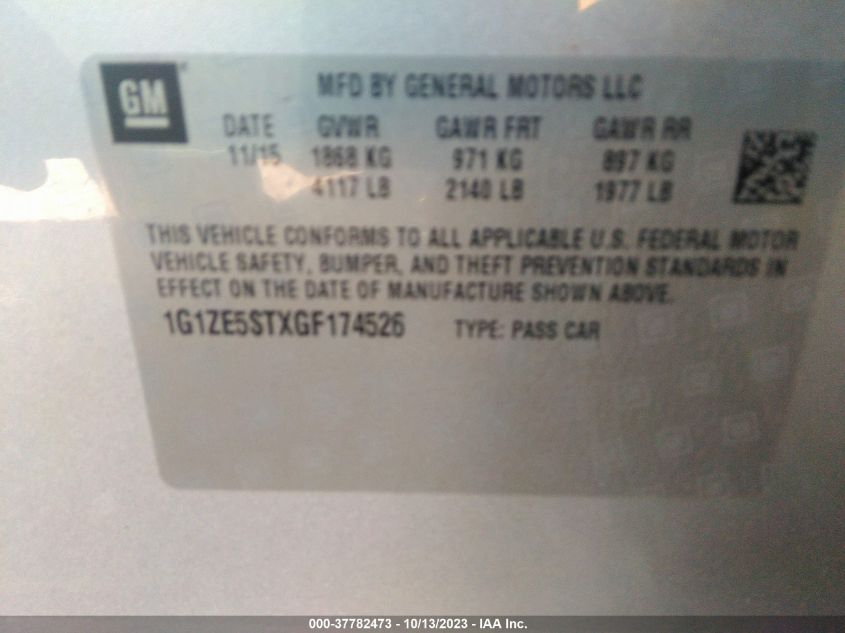 GM
MFD BY GENERAL MOTORS LLC
DATE GVWR GAWR FRT GAWR RR
11/15 1868 KG 971 KG 897 KG
4117 LB 2140 LB 1977 LB
THIS VEHICLE CONFORMS TO ALL APPLICABLE U.S. FEDERAL MOTOR
VEHICLE SAFETY, BUMPER, AND THEFT PREVENTION STANDARDS IN
EFFECT ON THE DATE OF MANUFACTURE SHOWN ABOVE.
1G1ZE5STXGF174526 TYPE: PASS CAR
000-37782473 - 10/13/2023 - IAA Inc.